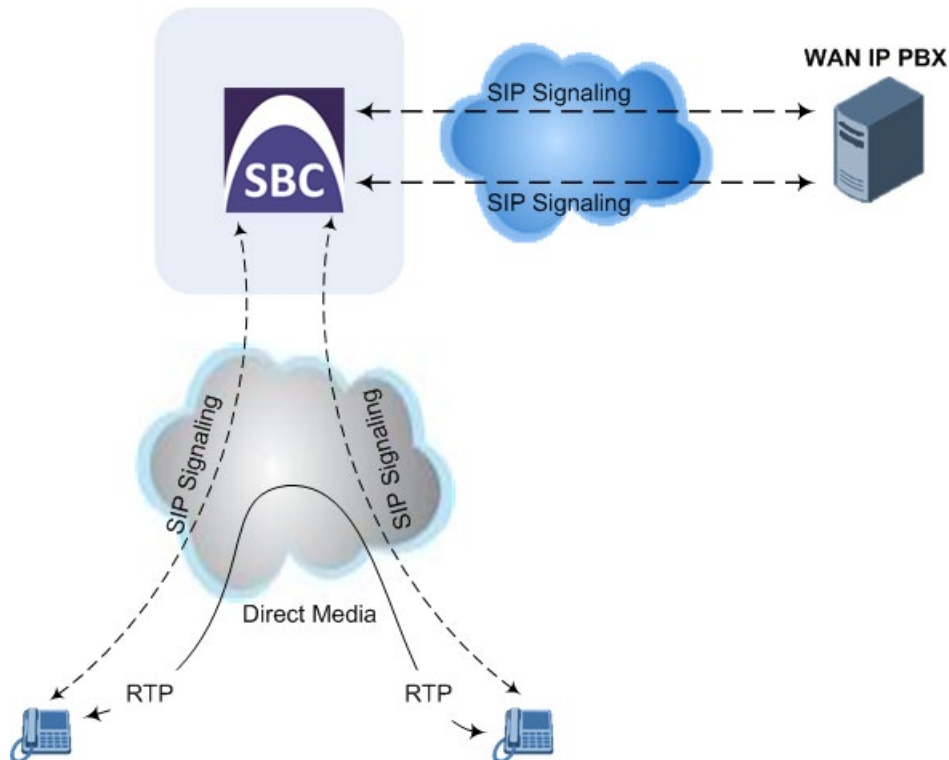 WAN IP PBX
SIP Signaling
SBC
SIP Signaling
SIP Signaling
SIP Signaling
Direct Media
RTP
RTP